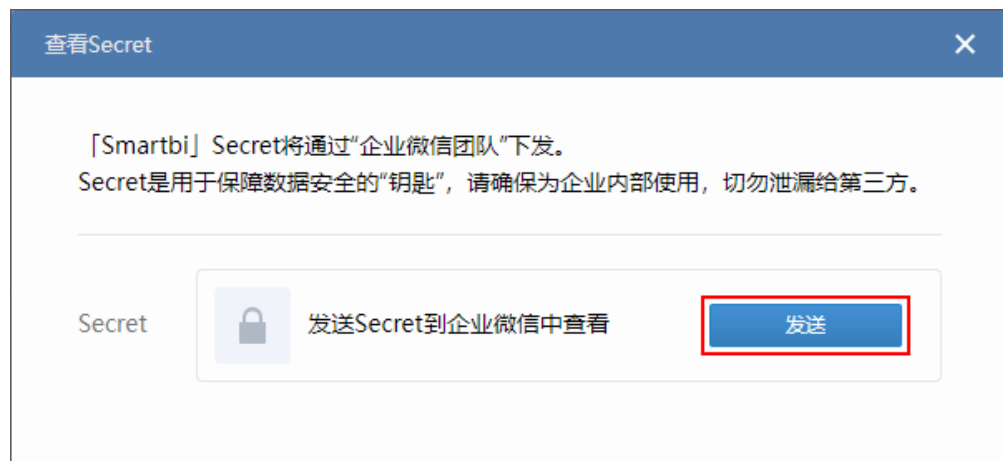 查看Secret
「Smartbi」Secret将通过“企业微信团队”下发。
Secret是用于保障数据安全的“钥匙”，请确保为企业内部使用，切勿泄漏给第三方。
Secret
发送Secret到企业微信中查看
发送